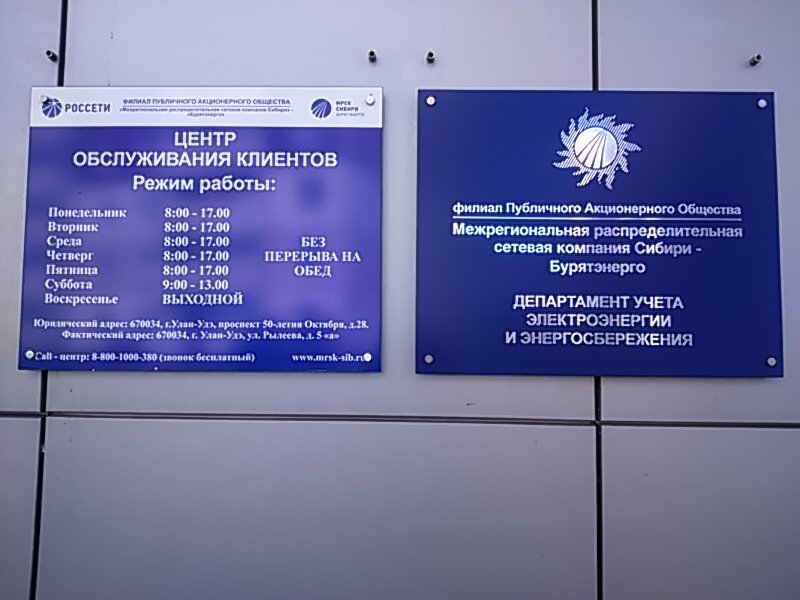 РОССЕТИ
ФИЛИАЛ ПУБЛИЧНОГО АКЦИОНЕРНОГО ОБЩЕСТВА
«Межрегиональная распределительная сетевая компания Сибири» -
«Бурятэнерго»
МРСК
СИБИРИ
БУРЯТЭНЕРГО
ЦЕНТР
ОБСЛУЖИВАНИЯ КЛИЕНТОВ
Режим работы:
Понедельник 8:00 - 17.00
Вторник 8:00 - 17.00
Среда 8:00 - 17.00 БЕЗ
Четверг 8:00 - 17.00 ПЕРЕРЫВА НА
Пятница 8:00 - 17.00 ОБЕД
Суббота 9:00 - 13.00
Воскресенье ВЫХОДНОЙ
Юридический адрес: 670034, г.Улан-Удэ, проспект 50-летия Октября, д.28.
Фактический адрес: 670034, г. Улан-Удэ, ул. Рылеева, д. 5 «а»
Call - центр: 8-800-1000-380 (звонок бесплатный) www.mrsk-sib.ru
филиал Публичного Акционерного Общества
Межрегиональная распределительная
сетевая компания Сибири -
Бурятэнерго
ДЕПАРТАМЕНТ УЧЕТА
ЭЛЕКТРОЭНЕРГИИ
И ЭНЕРГОСБЕРЕЖЕНИЯ